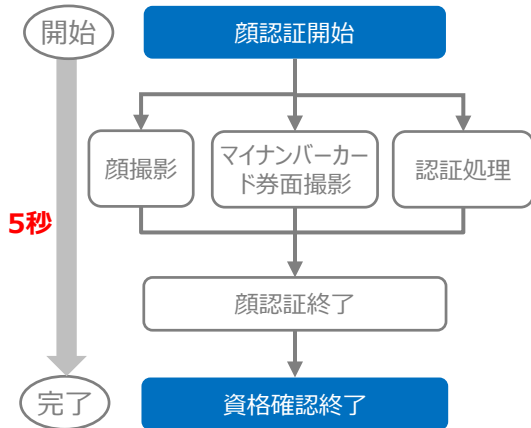 開始
顔認証開始
顔撮影
マイナンバーカー
ド券面撮影
認証処理
5秒
顔認証終了
完了
資格確認終了